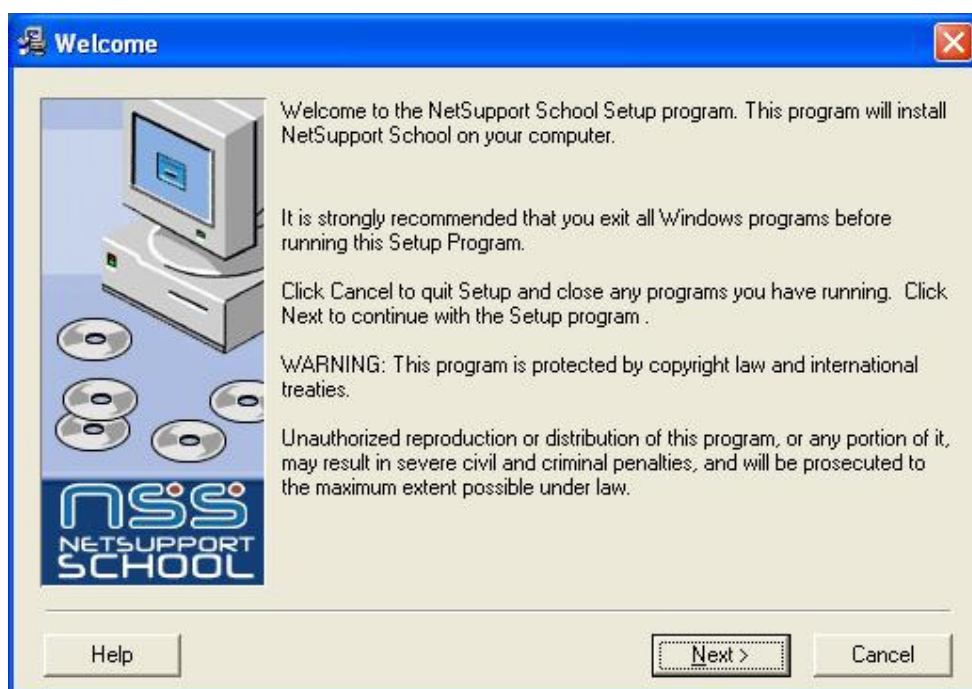 Welcome
Welcome to the NetSupport School Setup program. This program will install
NetSupport School on your computer.
It is strongly recommended that you exit all Windows programs before
running this Setup Program.
Click Cancel to quit Setup and close any programs you have running.  Click
Next to continue with the Setup program .
WARNING: This program is protected by copyright law and international
treaties.
Unauthorized reproduction or distribution of this program, or any portion of it,
may result in severe civil and criminal penalties, and will be prosecuted to
the maximum extent possible under law.
nss
NETSUPPORT
SCHOOL
Help
Next >
Cancel